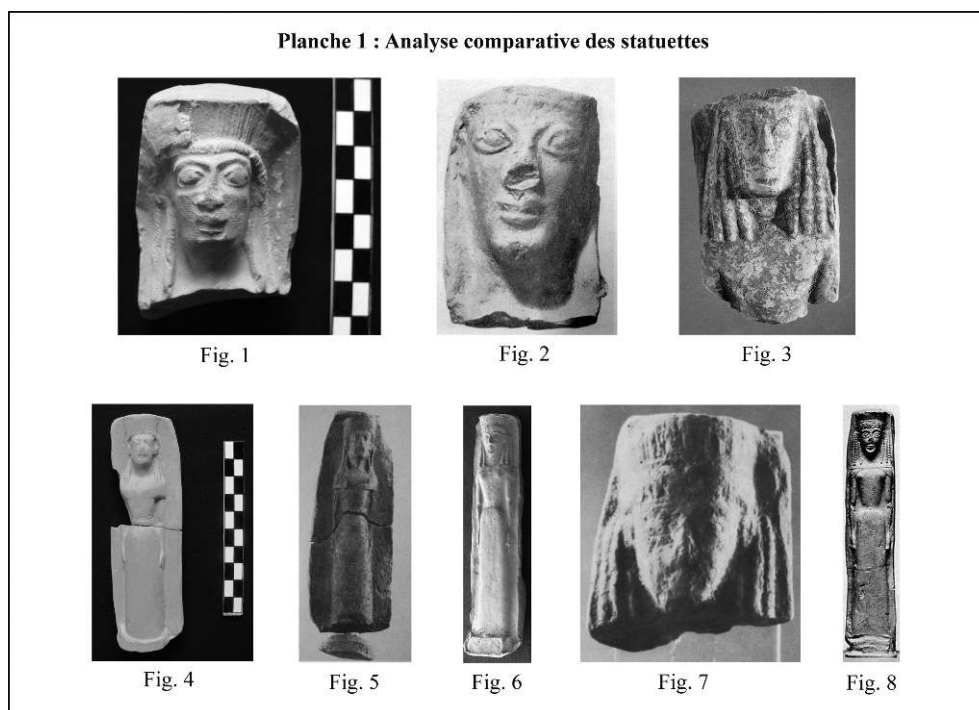 Planche 1 : Analyse comparative des statuettes
Fig. 1
Fig. 2
Fig. 3
Fig. 4
Fig. 5
Fig. 6
Fig. 7
Fig. 8